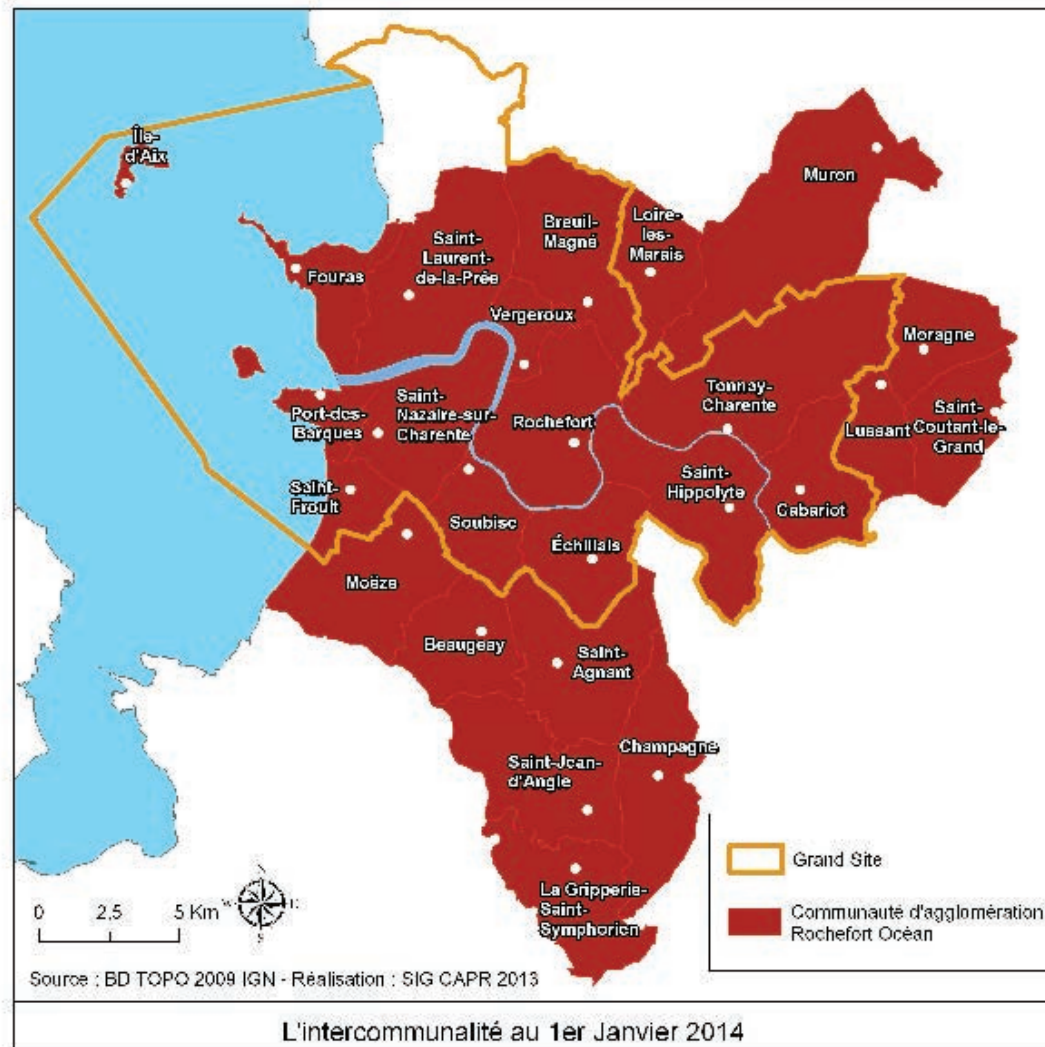 Île-
d'Aix
Muron
Breuil-
Magné
Loire-
les-
Marais
Saint-
Laurent-
de-la-Prée
Fouras
Vergeroux
Moragne
Tonnay-
Charente
Saint-
Nazaire-sur-
Charente
Port-des-
Barques
Rochefort
Lussant
Saint-
Coutant-le-
Grand
Saint-
Hippolyte
Cabariot
Saint-
Froult
Soubise
Échillais
Moëze
Beaugeay
Saint-
Agnant
Champagne
Saint-Jean-
d'Angle
La Gripperie-
Saint-
Symphorien
Grand Site
Communauté d'agglomération
Rochefort Océan
N
W
E
S
0 2,5 5 Km
Source : BD TOPO 2009 IGN - Réalisation : SIG CAPR 2013
L'intercommunalité au 1er Janvier 2014